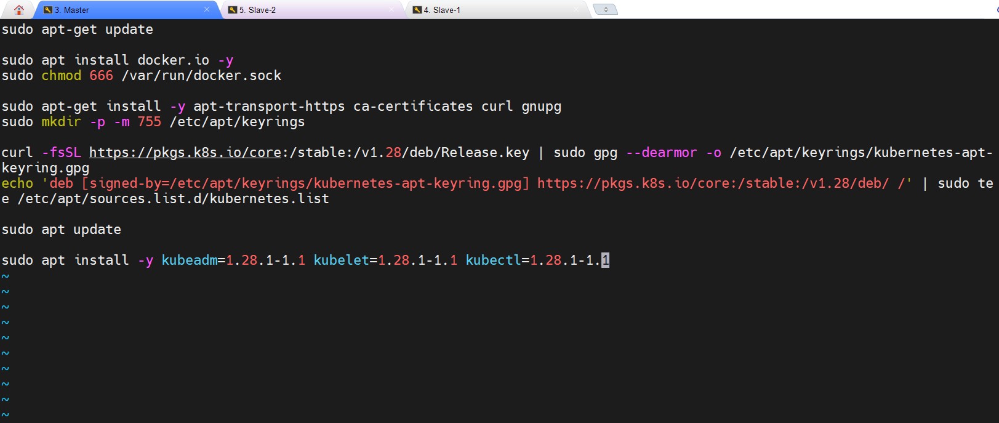 3. Master
5. Slave-2
4. Slave-1
sudo apt-get update
sudo apt install docker.io -y
sudo chmod 666 /var/run/docker.sock
sudo apt-get install -y apt-transport-https ca-certificates curl gnupg
sudo mkdir -p -m 755 /etc/apt/keyrings
curl -fsSL https://pkgs.k8s.io/core:/stable:/v1.28/deb/Release.key | sudo gpg --dearmor -o /etc/apt/keyrings/kubernetes-apt-
keyring.gpg
echo 'deb [signed-by=/etc/apt/keyrings/kubernetes-apt-keyring.gpg] https://pkgs.k8s.io/core:/stable:/v1.28/deb/ /' | sudo te
e /etc/apt/sources.list.d/kubernetes.list
sudo apt update
sudo apt install -y kubeadm=1.28.1-1.1 kubelet=1.28.1-1.1 kubectl=1.28.1-1.1
~
~
~
~
~
~
~
~
~
~